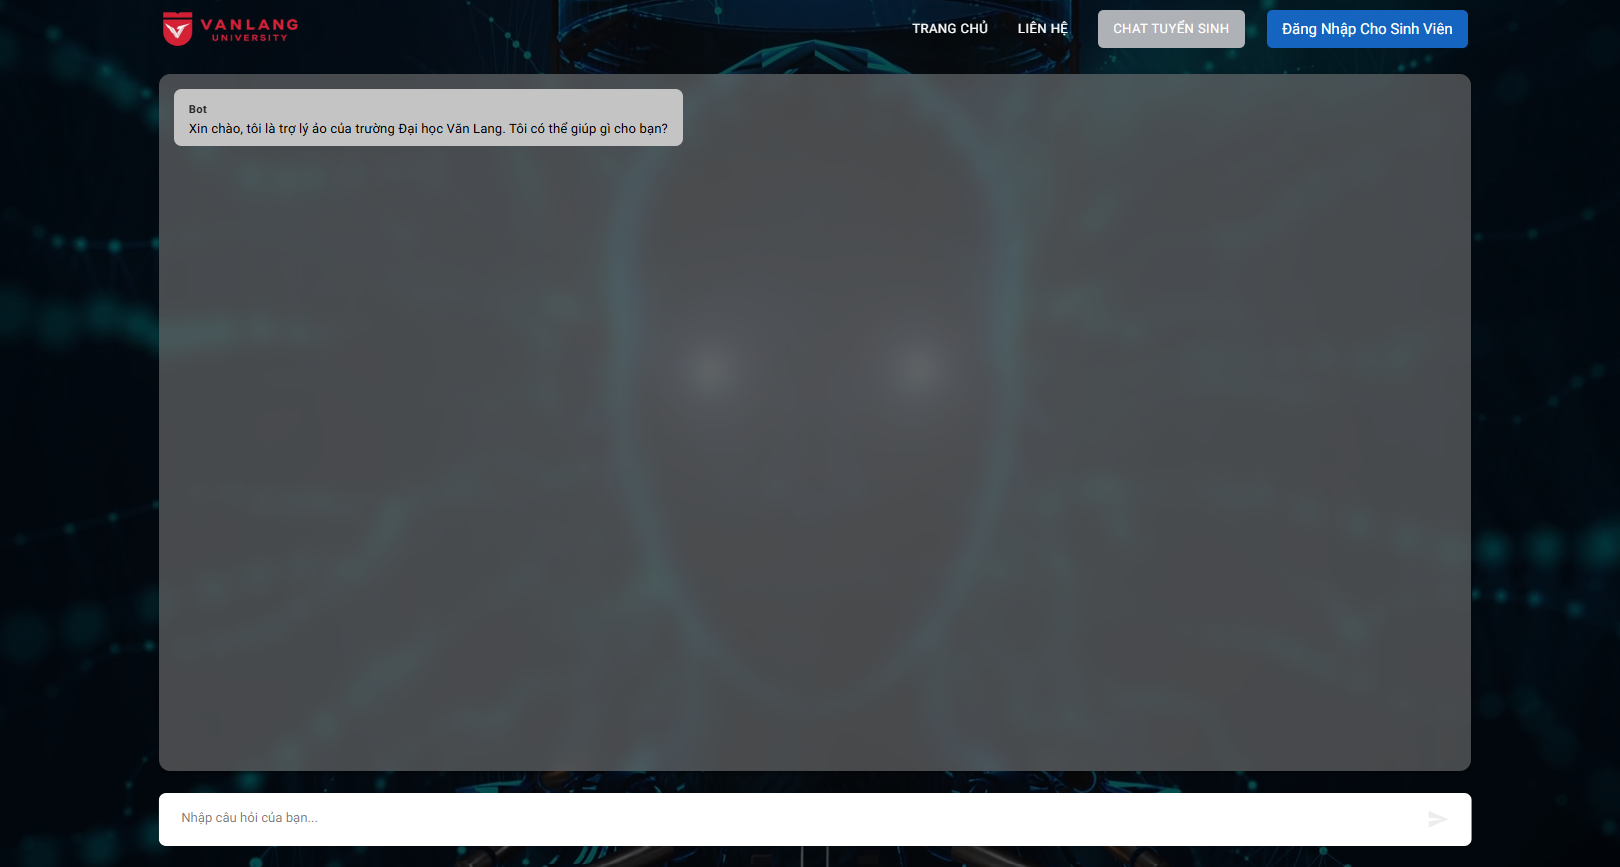 VANLANG
UNIVERSITY
TRANG CHỦ
LIÊN HỆ
CHAT TUYỂN SINH
Đăng Nhập Cho Sinh Viên
Bot
Xin chào, tôi là trợ lý ảo của trường Đại học Văn Lang. Tôi có thể giúp gì cho bạn?
Nhập câu hỏi của bạn...